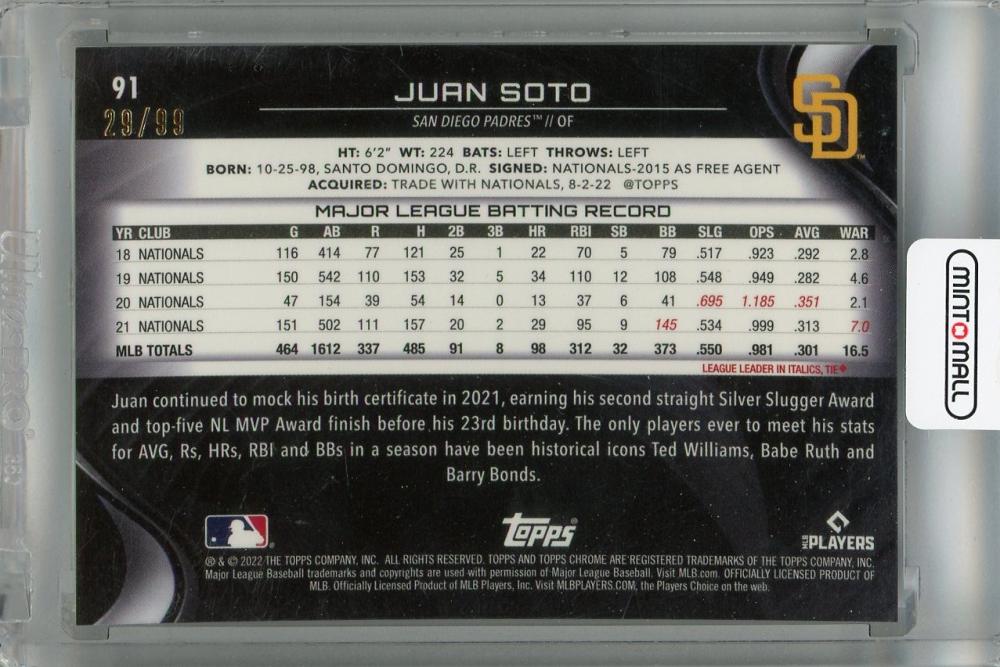 91
29/99
JUAN SOTO
SAN DIEGO PADRES™ // OF
SD
HT: 6'2" WT: 224 BATS: LEFT THROWS: LEFT
BORN: 10-25-98, SANTO DOMINGO, D.R. SIGNED: NATIONALS-2015 AS FREE AGENT
ACQUIRED: TRADE WITH NATIONALS, 8-2-22 @TOPPS
MAJOR LEAGUE BATTING RECORD
YR CLUB G AB R H 2B 3B HR RBI SB BB SLG OPS AVG WAR
18 NATIONALS 116 414 77 121 25 1 22 70 5 79 .517 .923 .292 2.8
19 NATIONALS 150 542 110 153 32 5 34 110 12 108 .548 .949 .282 4.6
20 NATIONALS 47 154 39 54 14 0 13 37 6 41 .695 1.185 .351 2.1
21 NATIONALS 151 502 111 157 20 2 29 95 9 145 .534 .999 .313 7.0
MLB TOTALS 464 1612 337 485 91 8 98 312 32 373 .550 .981 .301 16.5
LEAGUE LEADER IN ITALICS, TIE♦
Juan continued to mock his birth certificate in 2021, earning his second straight Silver Slugger Award
and top-five NL MVP Award finish before his 23rd birthday. The only players ever to meet his stats
for AVG, Rs, HRs, RBI and BBs in a season have been historical icons Ted Williams, Babe Ruth and
Barry Bonds.
topps
MLB PLAYERS
® & © 2022 THE TOPPS COMPANY, INC. ALL RIGHTS RESERVED. TOPPS AND TOPPS CHROME ARE REGISTERED TRADEMARKS OF THE TOPPS COMPANY, INC.
Major League Baseball trademarks and copyrights are used with permission of Major League Baseball. Visit MLB.com. OFFICIALLY LICENSED PRODUCT OF
MLB. Officially Licensed Product of MLB Players, Inc. Visit MLBPLAYERS.COM, the Players Choice on the web.
MINTOMALL